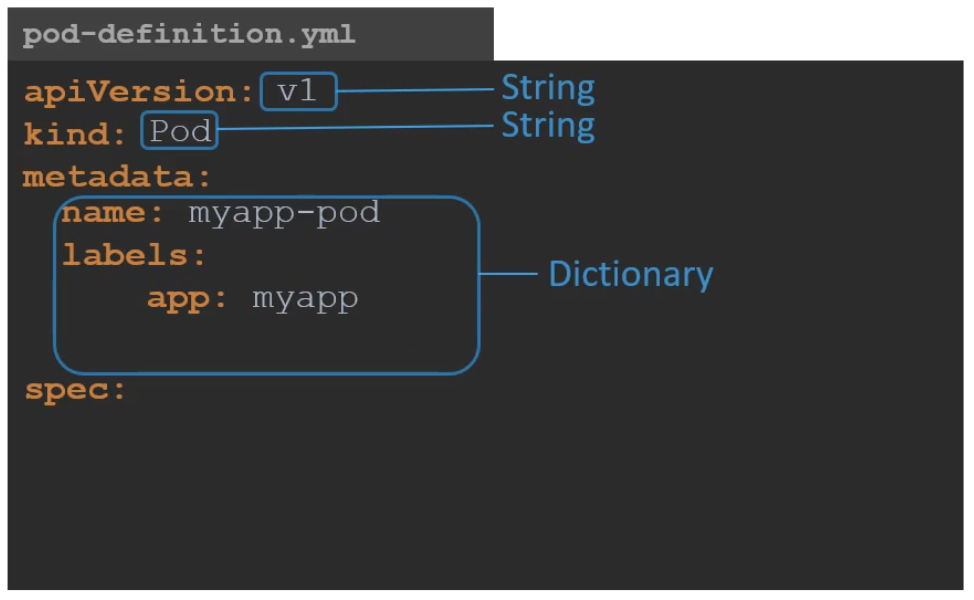 pod-definition.yml
apiVersion: v1 String
kind: Pod String
metadata:
name: myapp-pod
labels:
Dictionary
app: myapp
spec: